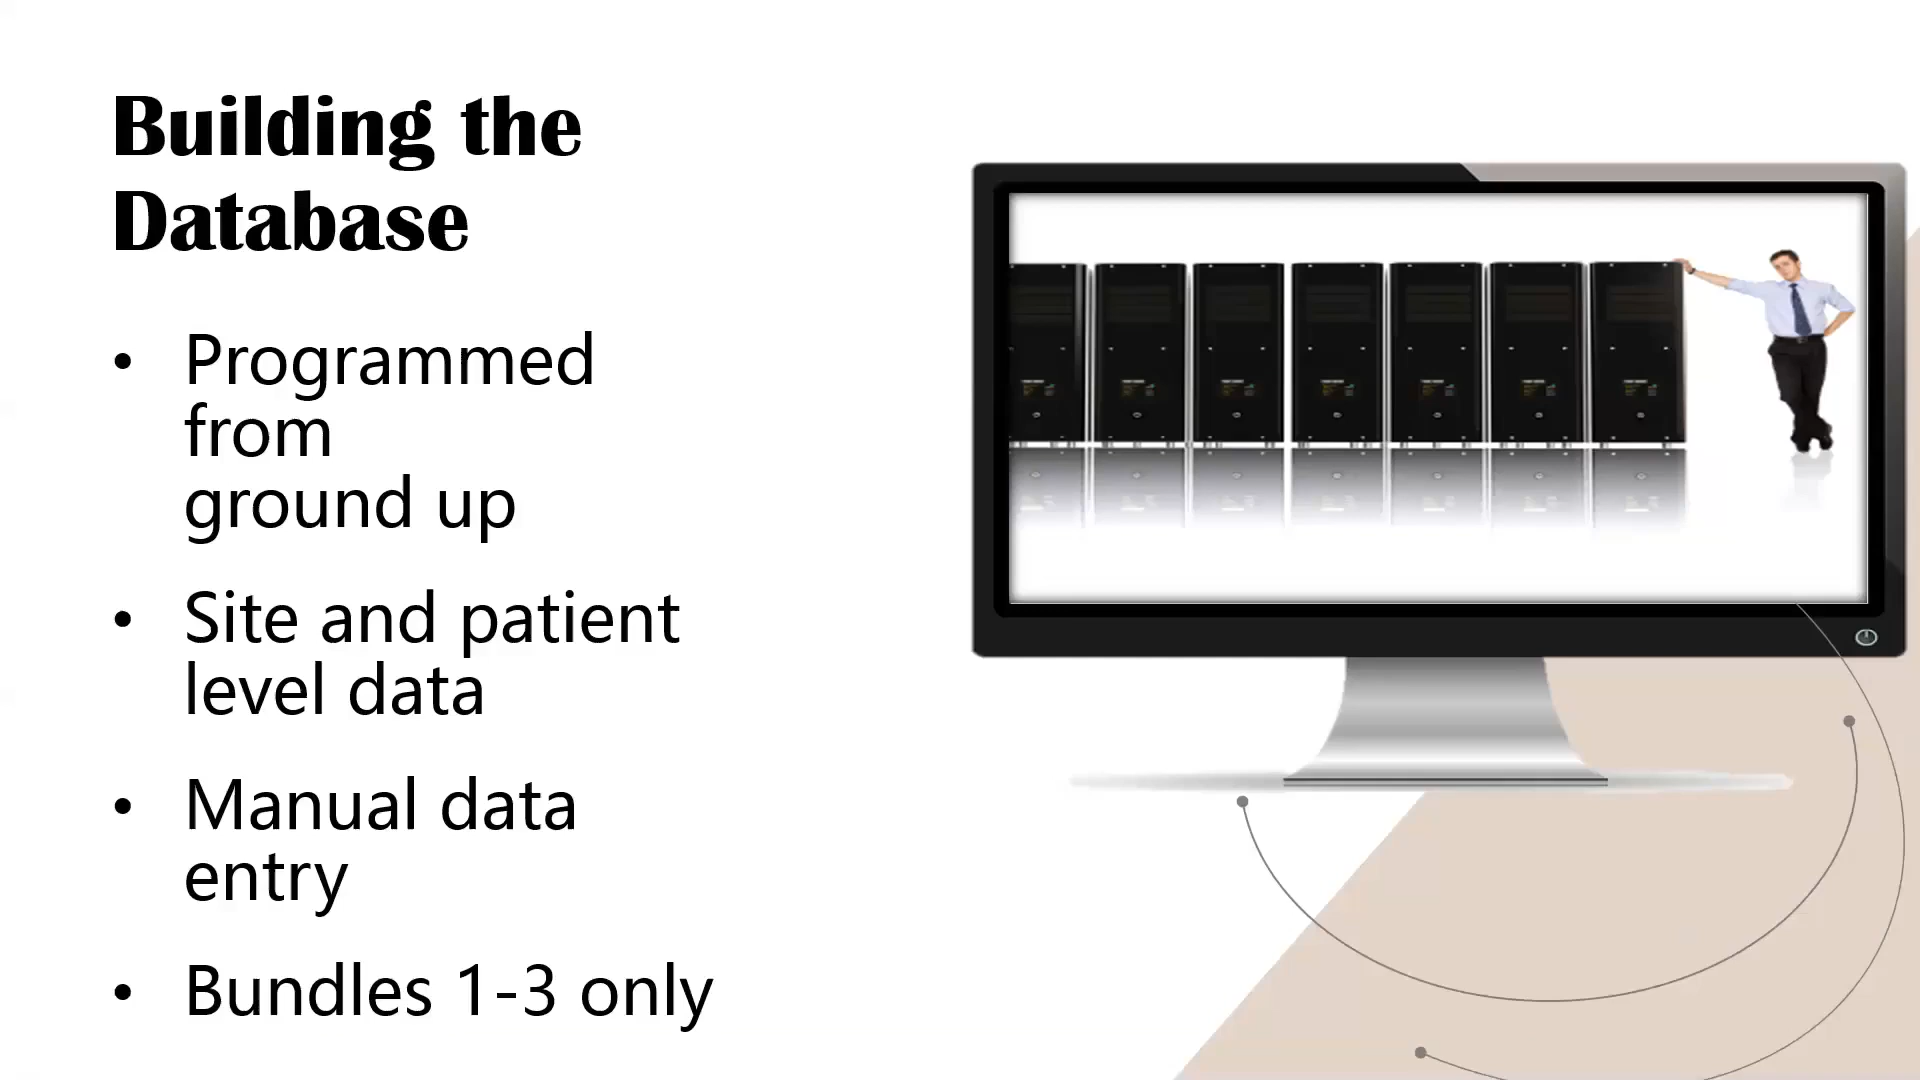 Building the
Database
• Programmed
from
ground up
• Site and patient
level data
• Manual data
entry
• Bundles 1-3 only